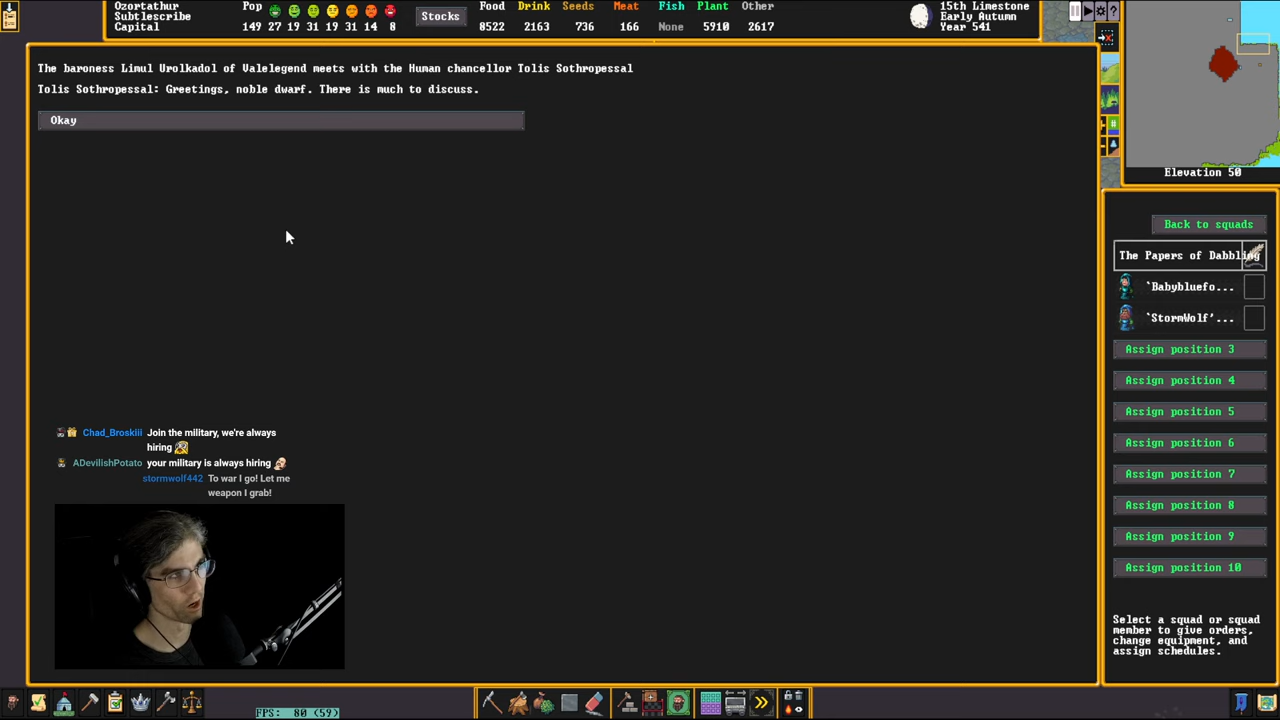 Ozortathur
Subtlescribe
Capital
Pop
149 27 19 31 19 31 14 8
Stocks
Food Drink Seeds Meat Fish Plant Other
8522 2163 736 166 None 5910 2617
15th Limestone
Early Autumn
Year 541
?
The baroness Limul Urolkadol of Valelegend meets with the Human chancellor Tolis Sothropessal
Tolis Sothropessal: Greetings, noble dwarf. There is much to discuss.
Okay
Elevation 50
Back to squads
The Papers of Dabbling
`Babybluefo...
`StormWolf'...
Assign position 3
Assign position 4
Assign position 5
Assign position 6
Assign position 7
Assign position 8
Assign position 9
Assign position 10
Select a squad or squad
member to give orders,
change equipment, and
assign schedules.
Chad_Broskiii Join the military, we're always
hiring
ADevilishPotato your military is always hiring
stormwolf442 To war I go! Let me
weapon I grab!
FPS: 80 (59)